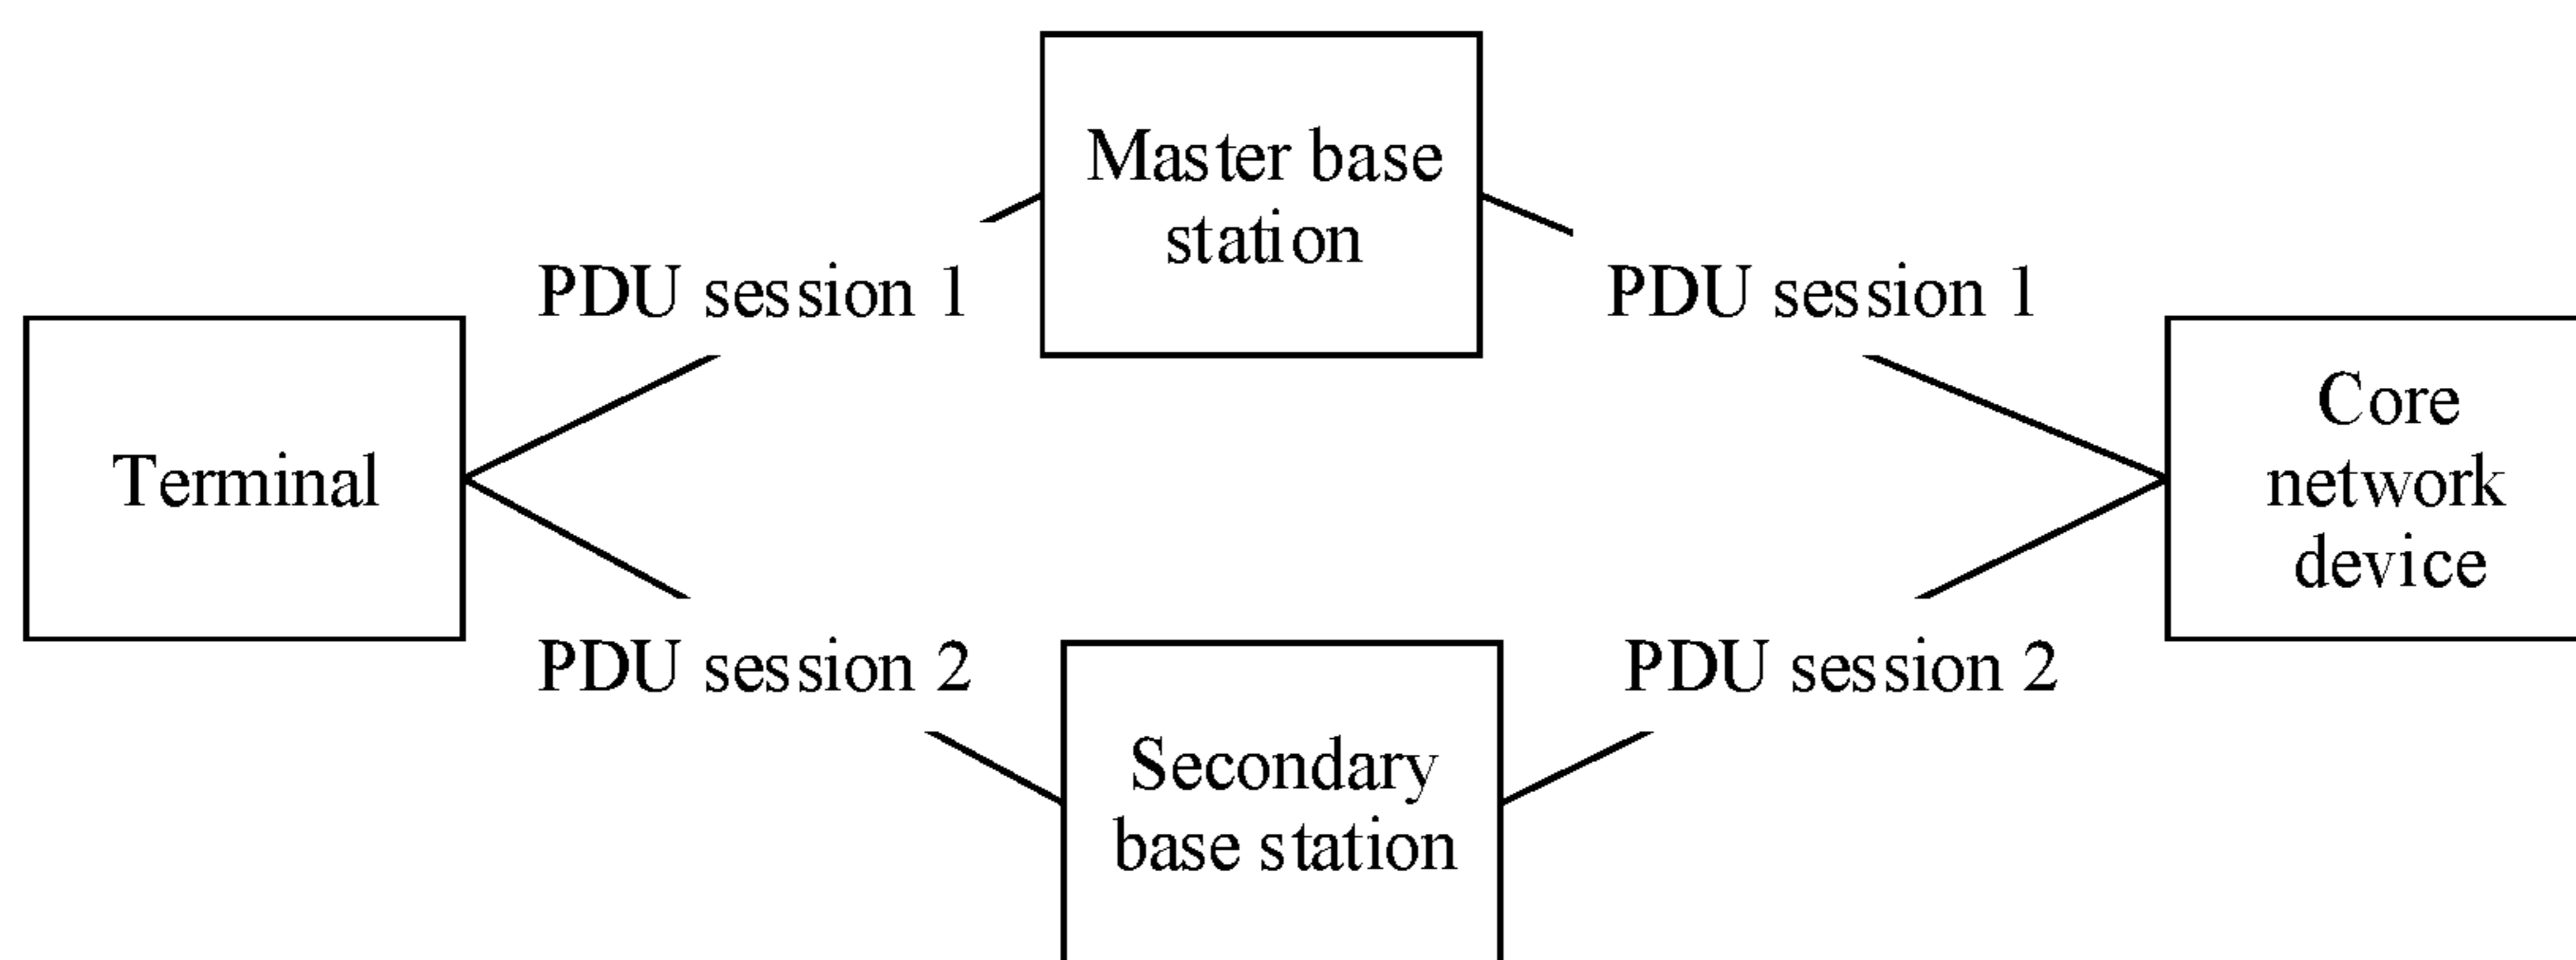 Master base
station
PDU session 1
PDU session 1
Terminal
Core
network
device
PDU session 2
PDU session 2
Secondary
base station